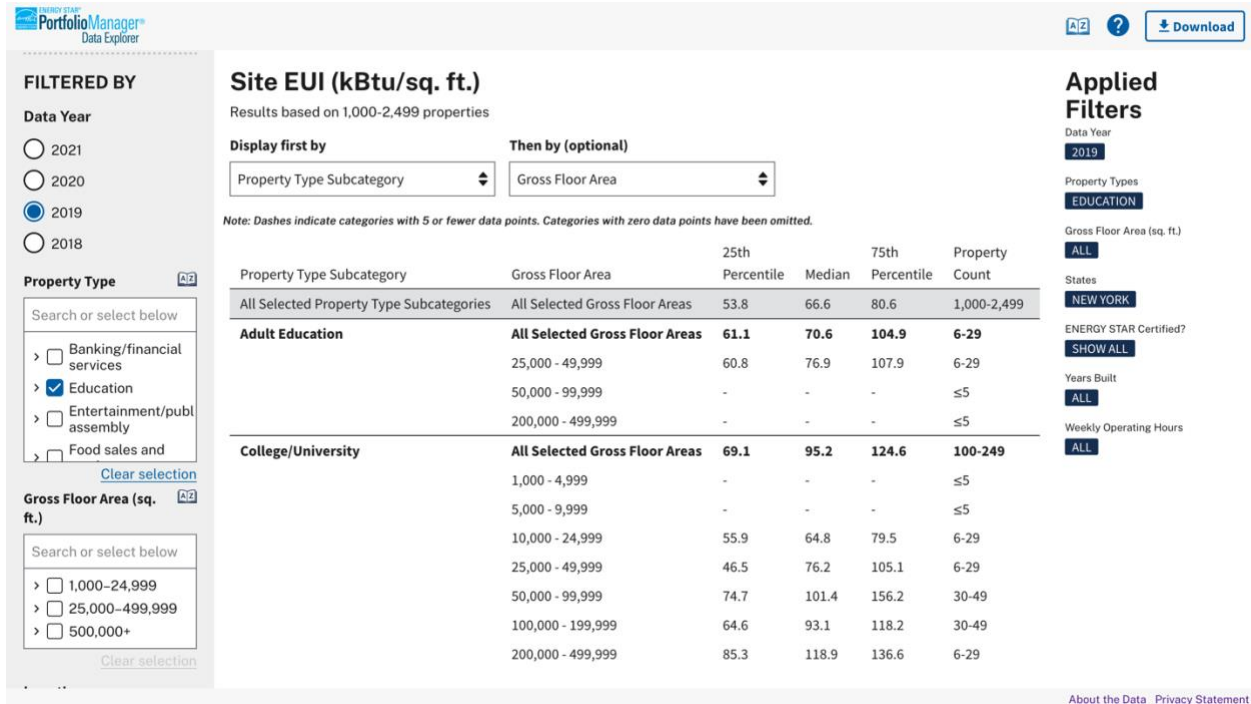 ENERGY STAR®
PortfolioManager®
Data Explorer
A Z
?
Download
FILTERED BY
Data Year
2021
2020
2019
2018
Property Type
A Z
Search or select below
Banking/financial
services
Education
Entertainment/publ
assembly
Food sales and
Clear selection
Gross Floor Area (sq.
ft.)
A Z
Search or select below
1,000–24,999
25,000–499,999
500,000+
Clear selection
Site EUI (kBtu/sq. ft.)
Results based on 1,000-2,499 properties
Display first by Then by (optional)
Property Type Subcategory Gross Floor Area
Note: Dashes indicate categories with 5 or fewer data points. Categories with zero data points have been omitted.
25th 75th Property
Property Type Subcategory Gross Floor Area Percentile Median Percentile Count
All Selected Property Type Subcategories All Selected Gross Floor Areas 53.8 66.6 80.6 1,000-2,499
Adult Education All Selected Gross Floor Areas 61.1 70.6 104.9 6-29
25,000 - 49,999 60.8 76.9 107.9 6-29
50,000 - 99,999 - - - ≤5
200,000 - 499,999 - - - ≤5
College/University All Selected Gross Floor Areas 69.1 95.2 124.6 100-249
1,000 - 4,999 - - - ≤5
5,000 - 9,999 - - - ≤5
10,000 - 24,999 55.9 64.8 79.5 6-29
25,000 - 49,999 46.5 76.2 105.1 6-29
50,000 - 99,999 74.7 101.4 156.2 30-49
100,000 - 199,999 64.6 93.1 118.2 30-49
200,000 - 499,999 85.3 118.9 136.6 6-29
Applied
Filters
Data Year
2019
Property Types
EDUCATION
Gross Floor Area (sq. ft.)
ALL
States
NEW YORK
ENERGY STAR Certified?
SHOW ALL
Years Built
ALL
Weekly Operating Hours
ALL
About the Data Privacy Statement